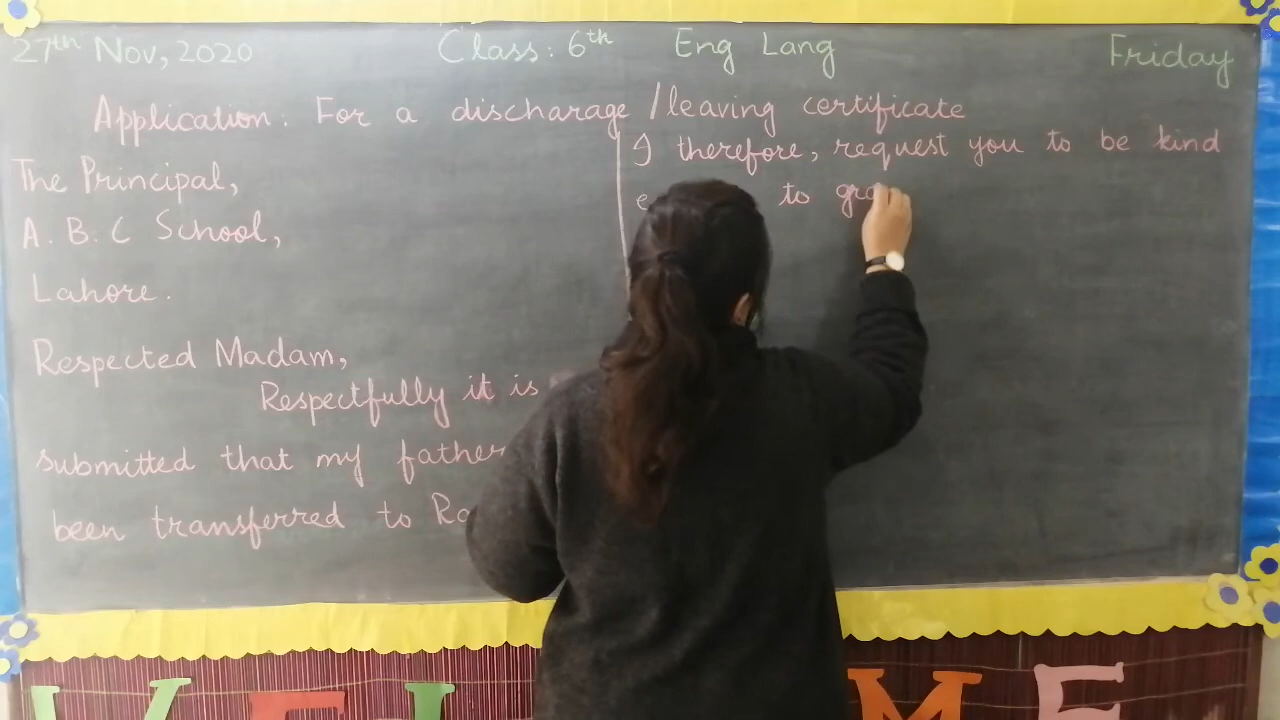 27th Nov, 2020 Class: 6th Eng Lang Friday
Application: For a discharage / leaving certificate
The Principal,
A. B. C School,
Lahore.
Respected Madam,
Respectfully it is
submitted that my father
been transferred to
I therefore, request you to be kind
to